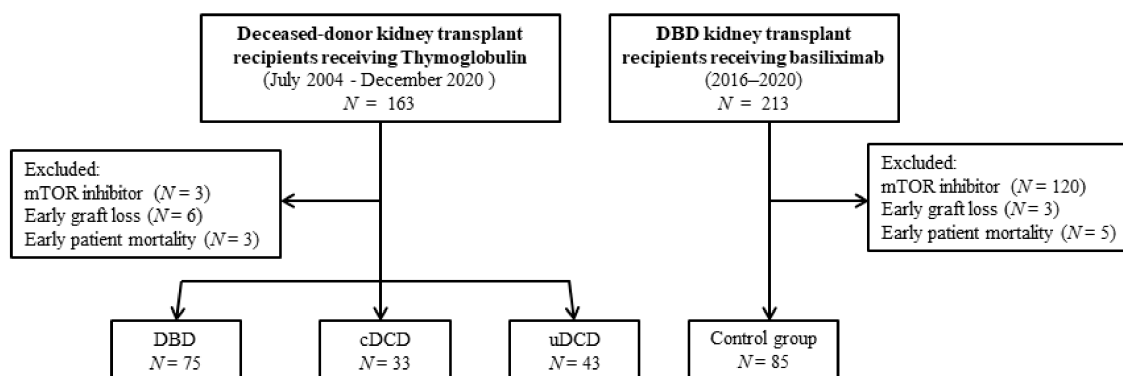 Deceased-donor kidney transplant
recipients receiving Thymoglobulin
(July 2004 - December 2020 )
N = 163
DBD kidney transplant
recipients receiving basiliximab
(2016–2020)
N = 213
Excluded:
mTOR inhibitor (N = 3)
Early graft loss (N = 6)
Early patient mortality (N = 3)
Excluded:
mTOR inhibitor (N = 120)
Early graft loss (N = 3)
Early patient mortality (N = 5)
DBD
N = 75
cDCD
N = 33
uDCD
N = 43
Control group
N = 85